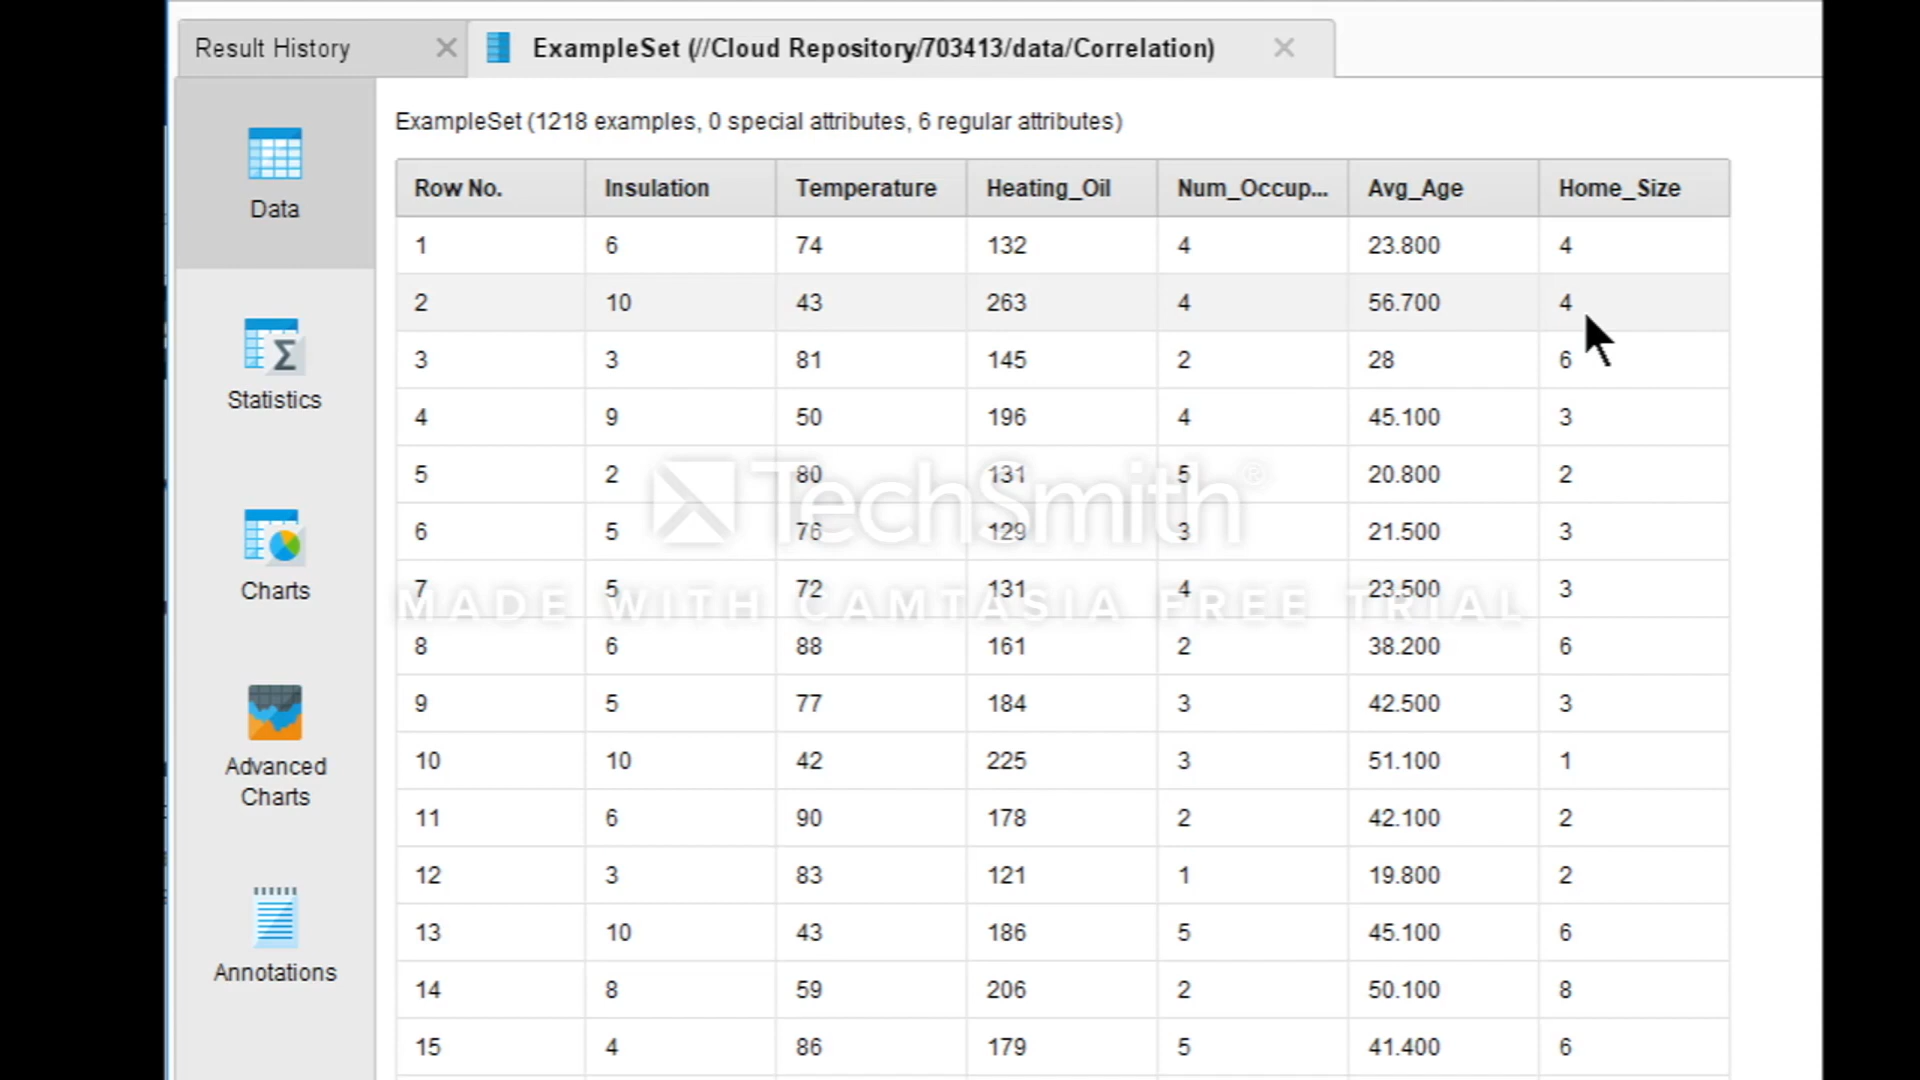 Result History
ExampleSet (//Cloud Repository/703413/data/Correlation)
ExampleSet (1218 examples, 0 special attributes, 6 regular attributes)
Data
Statistics
Charts
Advanced
Charts
Annotations
Row No. Insulation Temperature Heating_Oil Num_Occup... Avg_Age Home_Size
1 6 74 132 4 23.800 4
2 10 43 263 4 56.700 4
3 3 81 145 2 28 6
4 9 50 196 4 45.100 3
5 2 80 131 5 20.800 2
6 5 76 129 3 21.500 3
7 5 72 131 4 23.500 3
8 6 88 161 2 38.200 6
9 5 77 184 3 42.500 3
10 10 42 225 3 51.100 1
11 6 90 178 2 42.100 2
12 3 83 121 1 19.800 2
13 10 43 186 5 45.100 6
14 8 59 206 2 50.100 8
15 4 86 179 5 41.400 6
TechSmith®
MADE WITH CAMTASIA FREE TRIAL